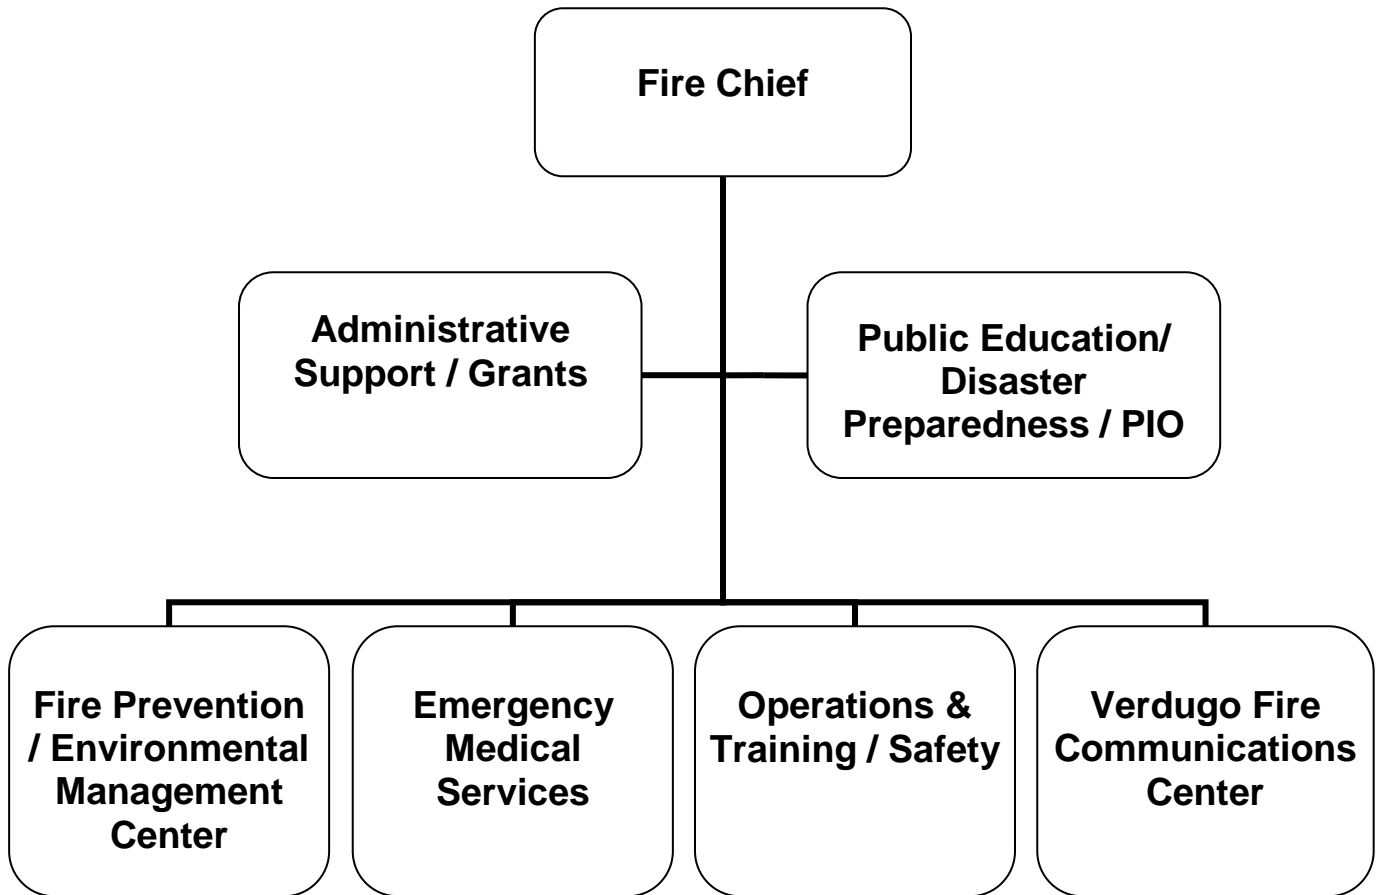 Fire Chief
Administrative
Support / Grants
Public Education/
Disaster
Preparedness / PIO
Fire Prevention
/ Environmental
Management
Center
Emergency
Medical
Services
Operations &
Training / Safety
Verdugo Fire
Communications
Center